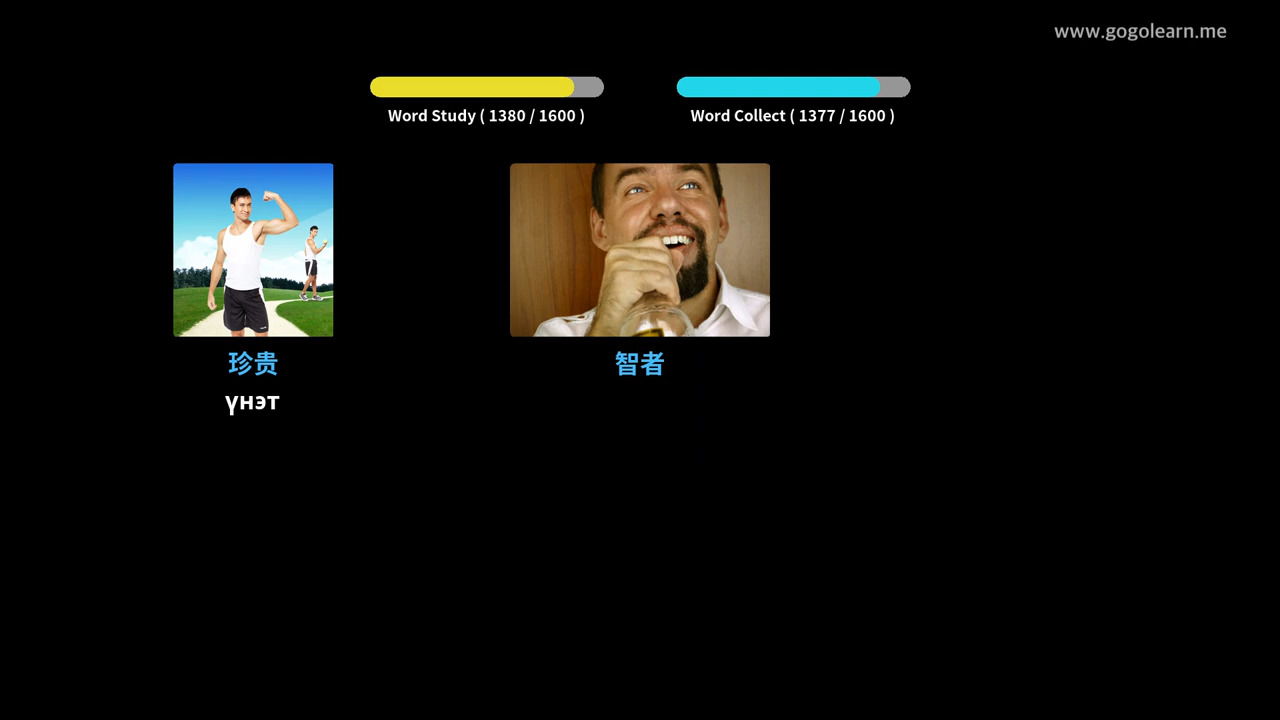 www.gogolearn.me
Word Study ( 1380 / 1600 )
Word Collect ( 1377 / 1600 )
珍贵
智者
үнэт